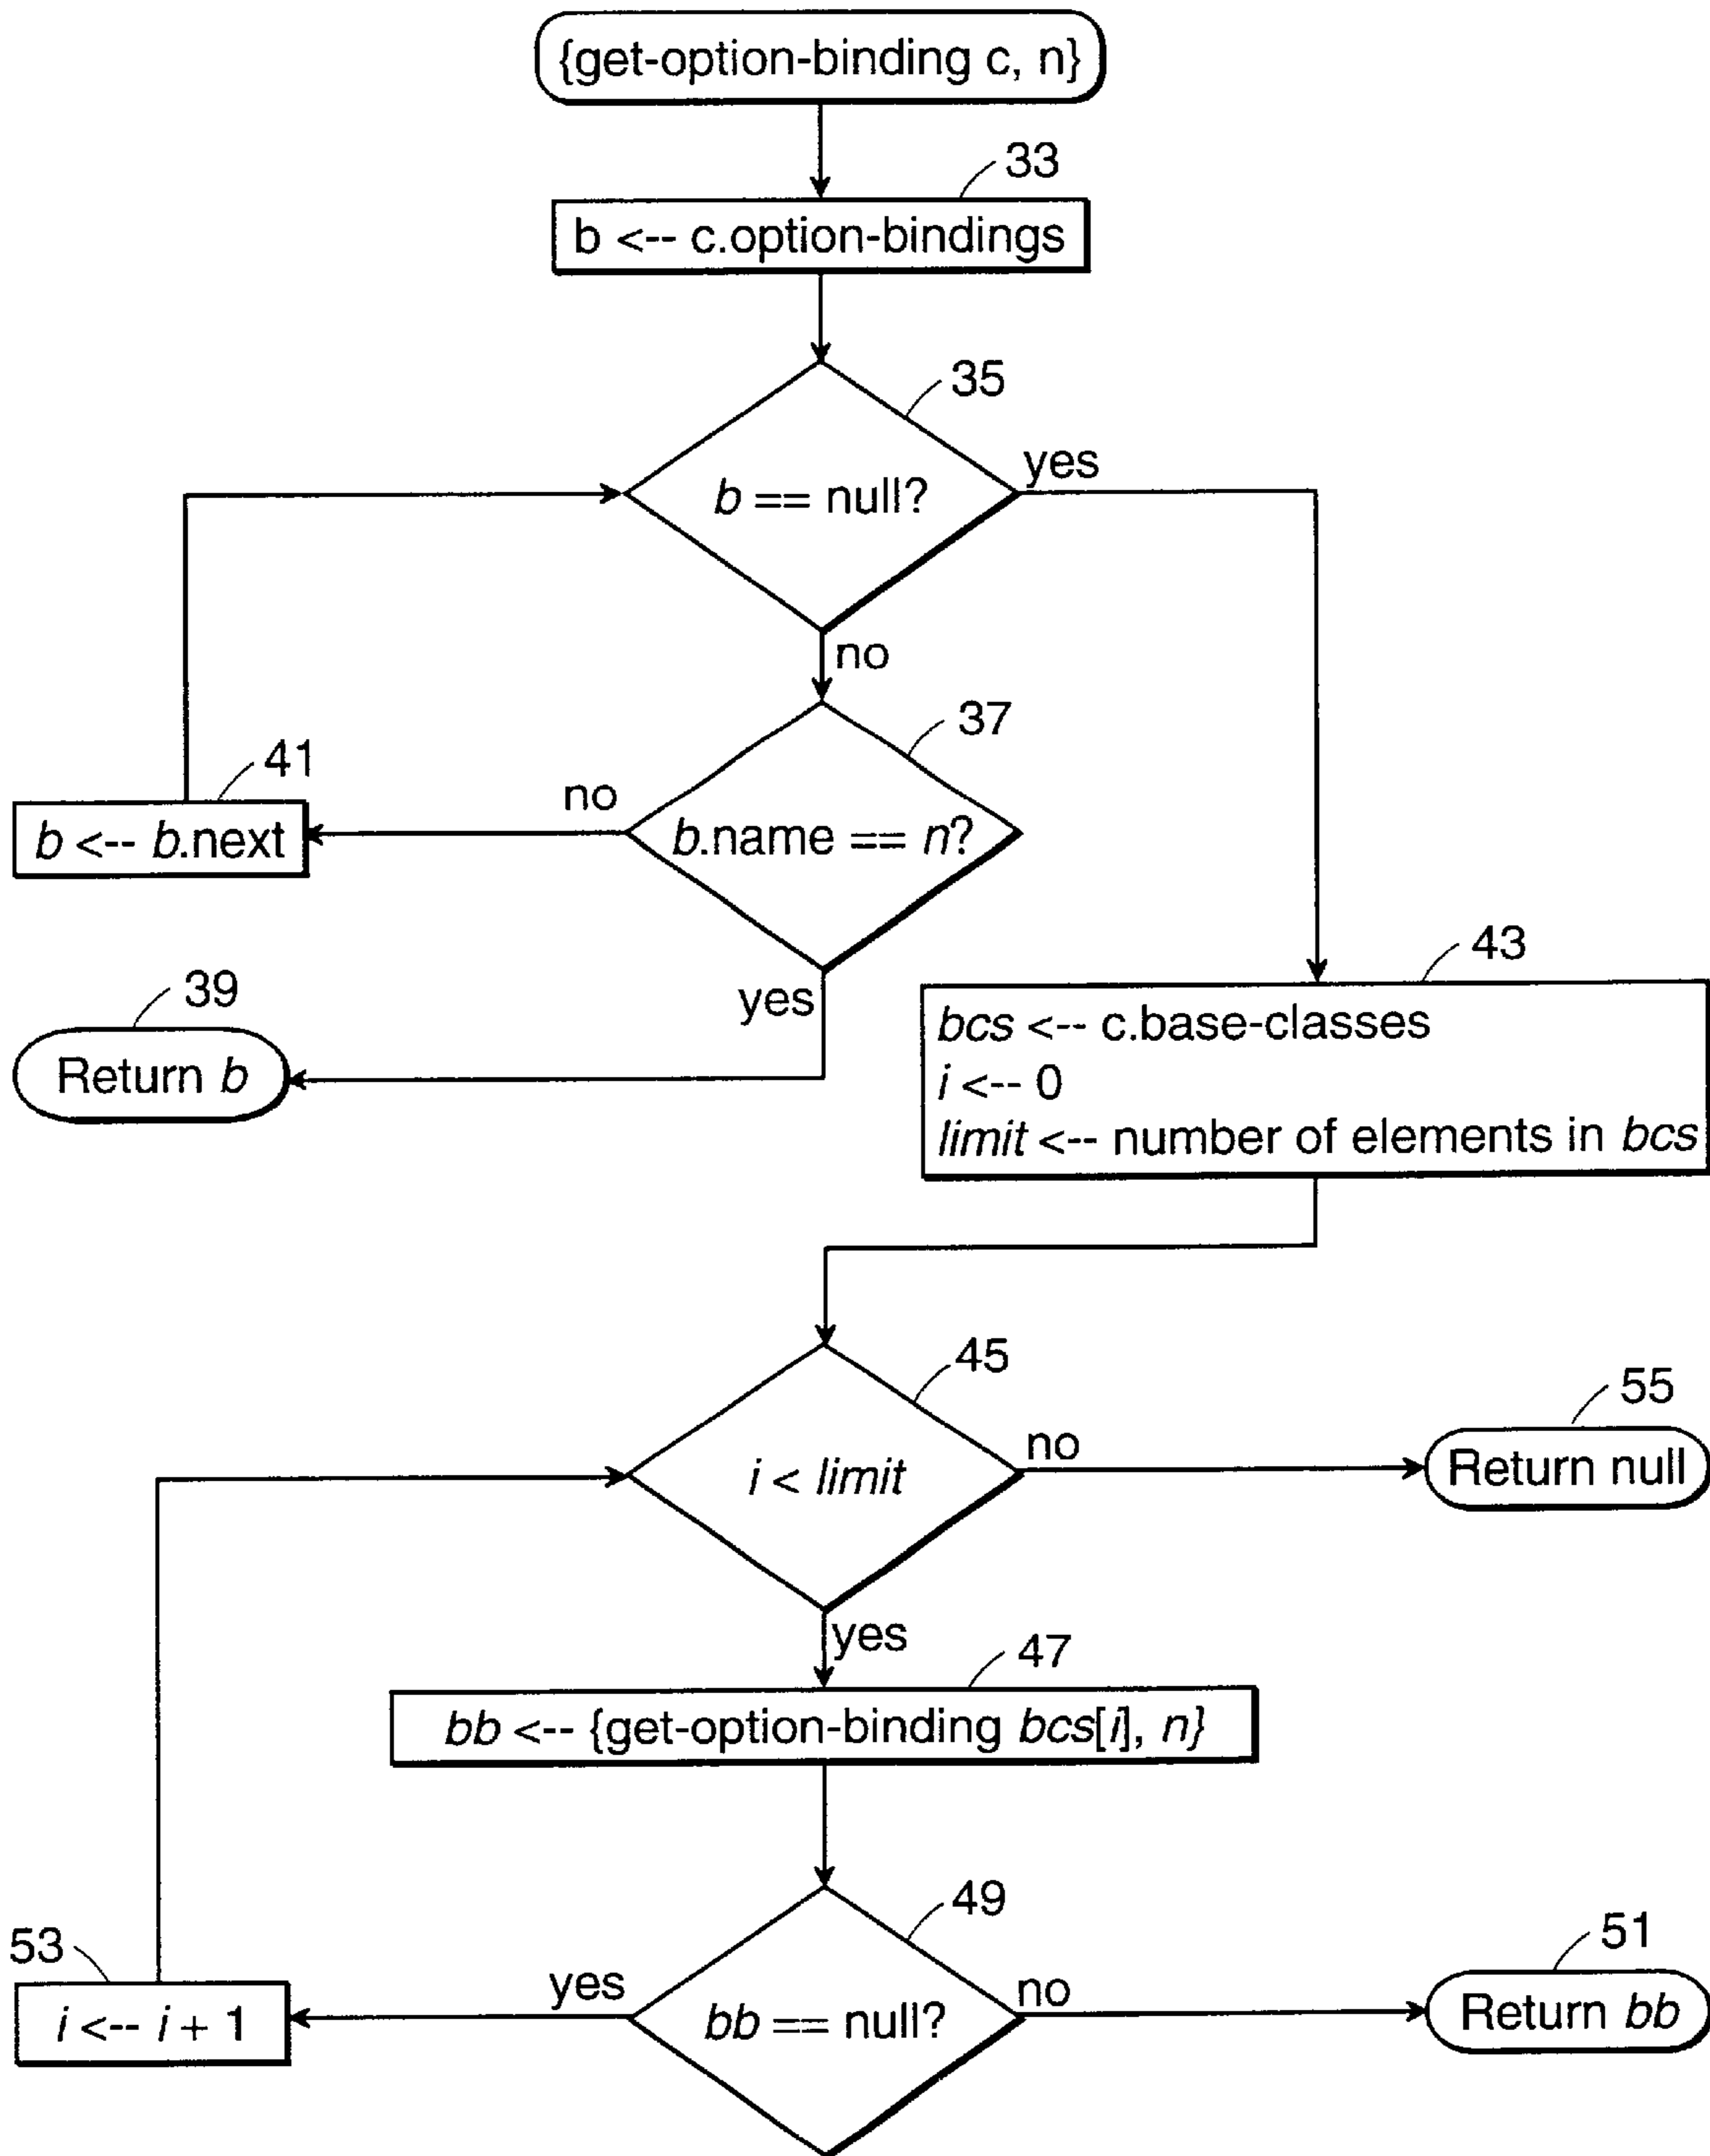 {get-option-binding c, n}
33
b <-- c.option-bindings
35
b == null?
yes
no
37
b.name == n?
no
41
b <-- b.next
yes
39
Return b
43
bcs <-- c.base-classes
i <-- 0
limit <-- number of elements in bcs
45
i < limit
no
55
Return null
yes
47
bb <-- {get-option-binding bcs[i], n}
49
bb == null?
yes
53
i <-- i + 1
no
51
Return bb